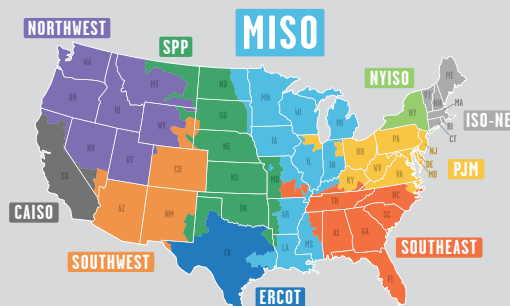 MISO
NORTHWEST
SPP
NYISO
ISO-NE
PJM
CAISO
SOUTHWEST
SOUTHEAST
ERCOT
WA
MT
ND
MN
WI
MI
ME
VT
NH
MA
RI
CT
NY
OR
ID
WY
SD
IA
NE
IL
IN
OH
PA
NJ
DE
MD
WV
VA
KY
NV
UT
CO
KS
MO
CA
AZ
NM
OK
AR
TN
NC
SC
MS
AL
GA
TX
LA
FL